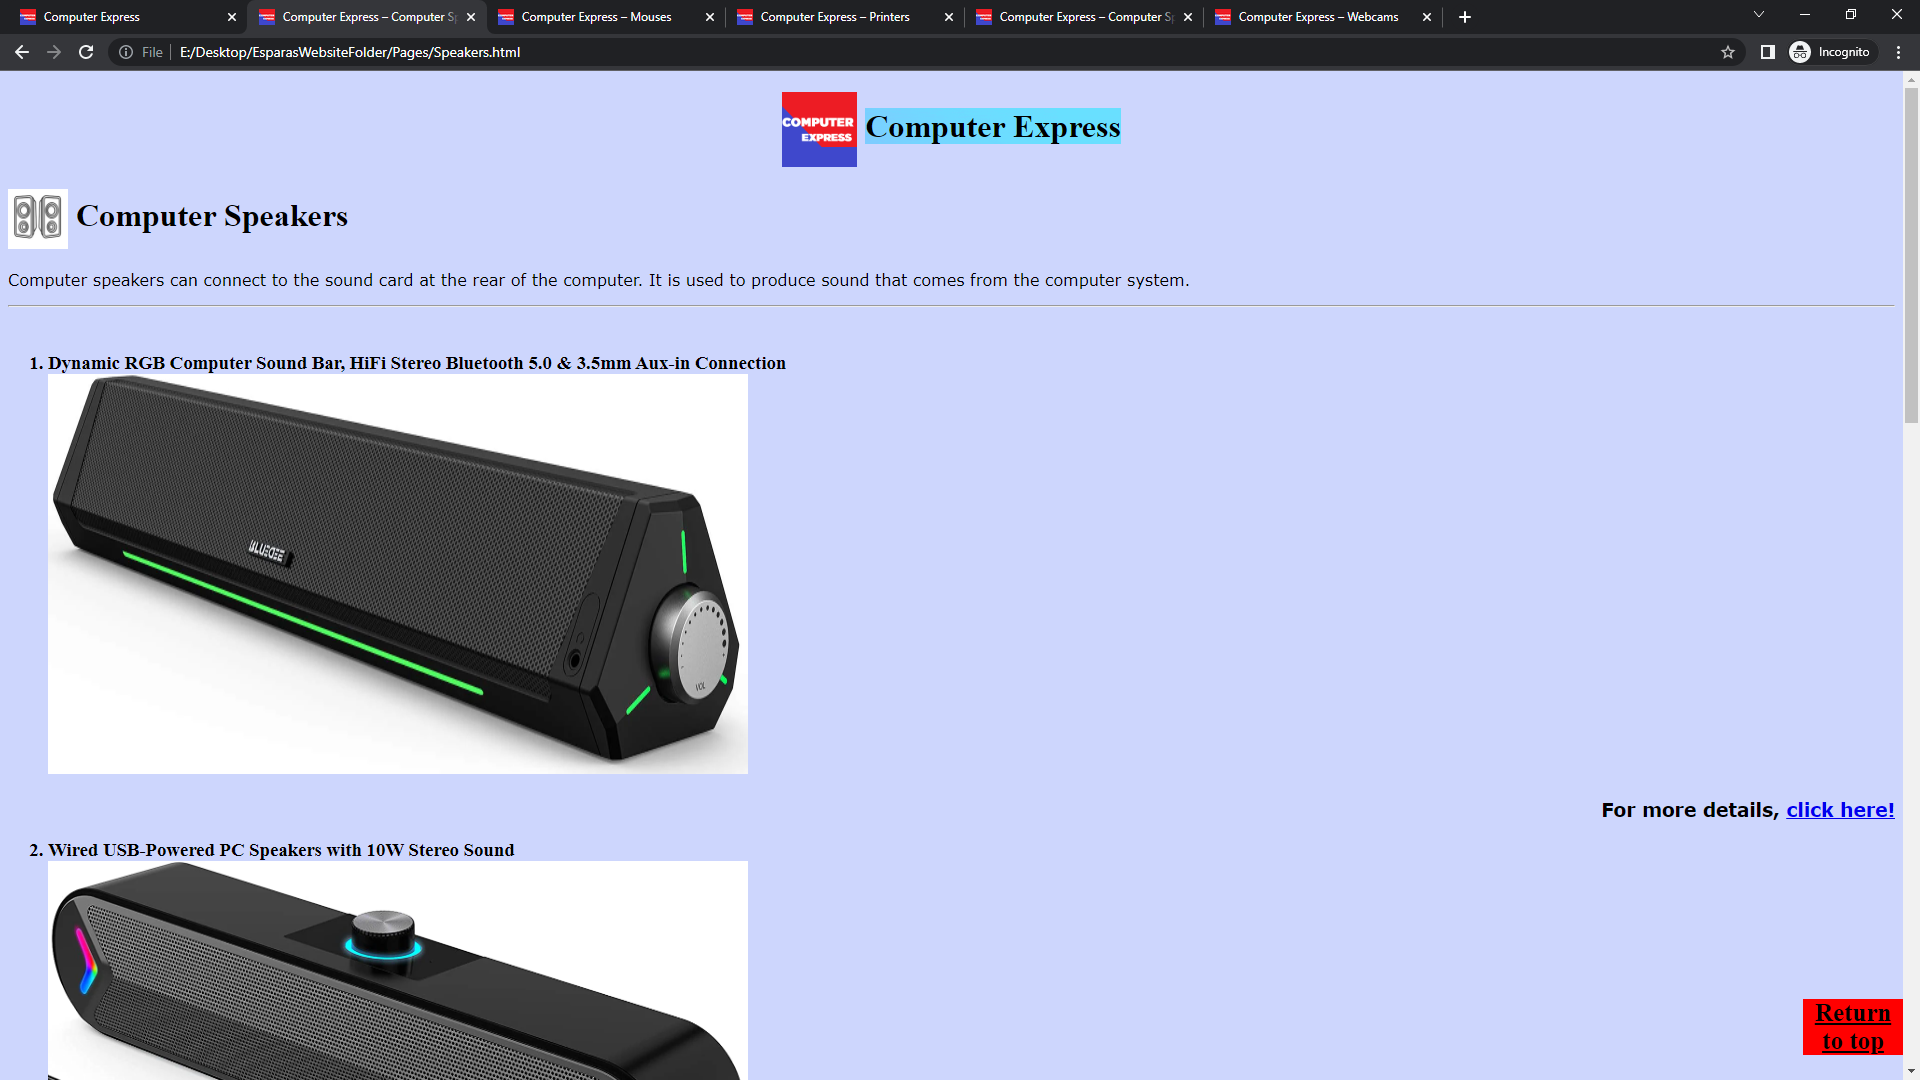 Computer Express
Computer Express – Computer Sp
Computer Express – Mouses
Computer Express – Printers
Computer Express – Computer Sp
Computer Express – Webcams
File
E:/Desktop/EsparasWebsiteFolder/Pages/Speakers.html
Incognito
COMPUTER
EXPRESS
Computer Express
Computer Speakers
Computer speakers can connect to the sound card at the rear of the computer. It is used to produce sound that comes from the computer system.
1. Dynamic RGB Computer Sound Bar, HiFi Stereo Bluetooth 5.0 & 3.5mm Aux-in Connection
BLUEDEE
VOL
For more details, click here!
2. Wired USB-Powered PC Speakers with 10W Stereo Sound
Return
to top